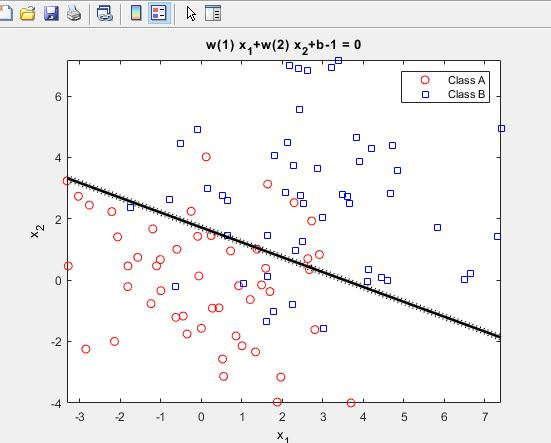 w(1) x₁+w(2) x₂+b-1 = 0
Class A
Class B
6
4
2
0
-2
-4
x₂
-3 -2 -1 0 1 2 3 4 5 6 7
x₁